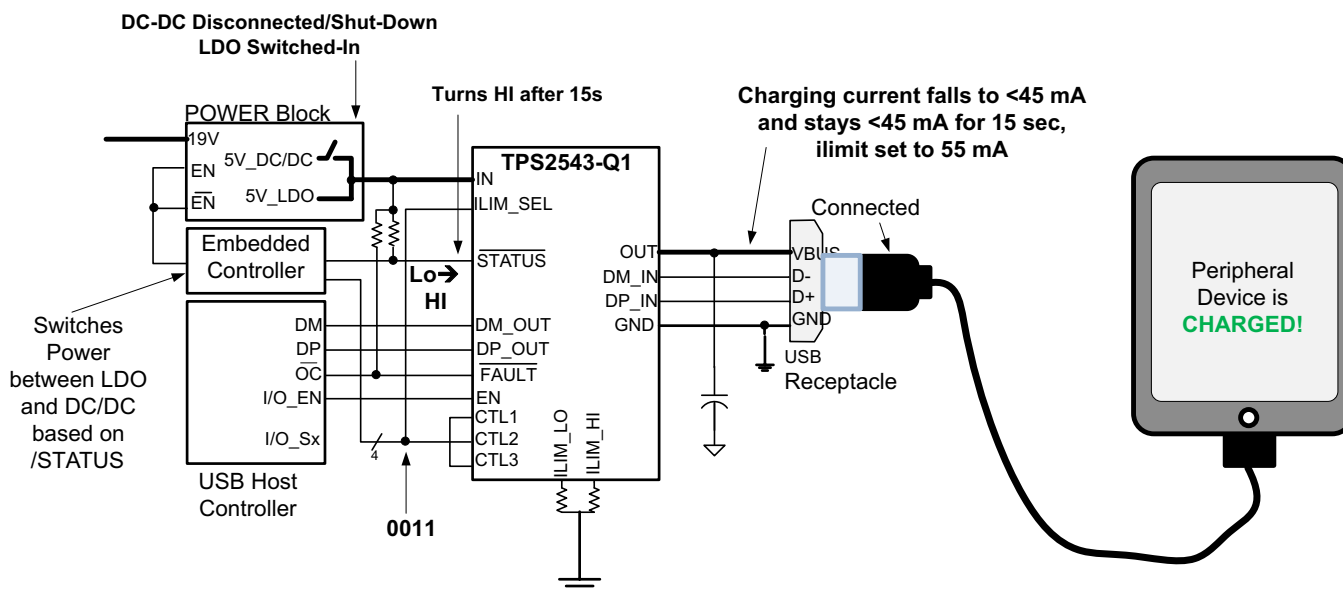 DC-DC Disconnected/Shut-Down
LDO Switched-In
Turns HI after 15s
Charging current falls to <45 mA
and stays <45 mA for 15 sec,
ilimit set to 55 mA
POWER Block
19V
EN
EN
5V_DC/DC
5V_LDO
Embedded
Controller
Switches
Power
between LDO
and DC/DC
based on
/STATUS
DM
DP
OC
I/O_EN
I/O_Sx
USB Host
Controller
4
0011
Lo→
HI
TPS2543-Q1
IN
ILIM_SEL
STATUS
DM_OUT
DP_OUT
FAULT
EN
CTL1
CTL2
CTL3
ILIM_LO
ILIM_HI
OUT
DM_IN
DP_IN
GND
Connected
VBUS
D-
D+
GND
USB
Receptacle
Peripheral
Device is
CHARGED!